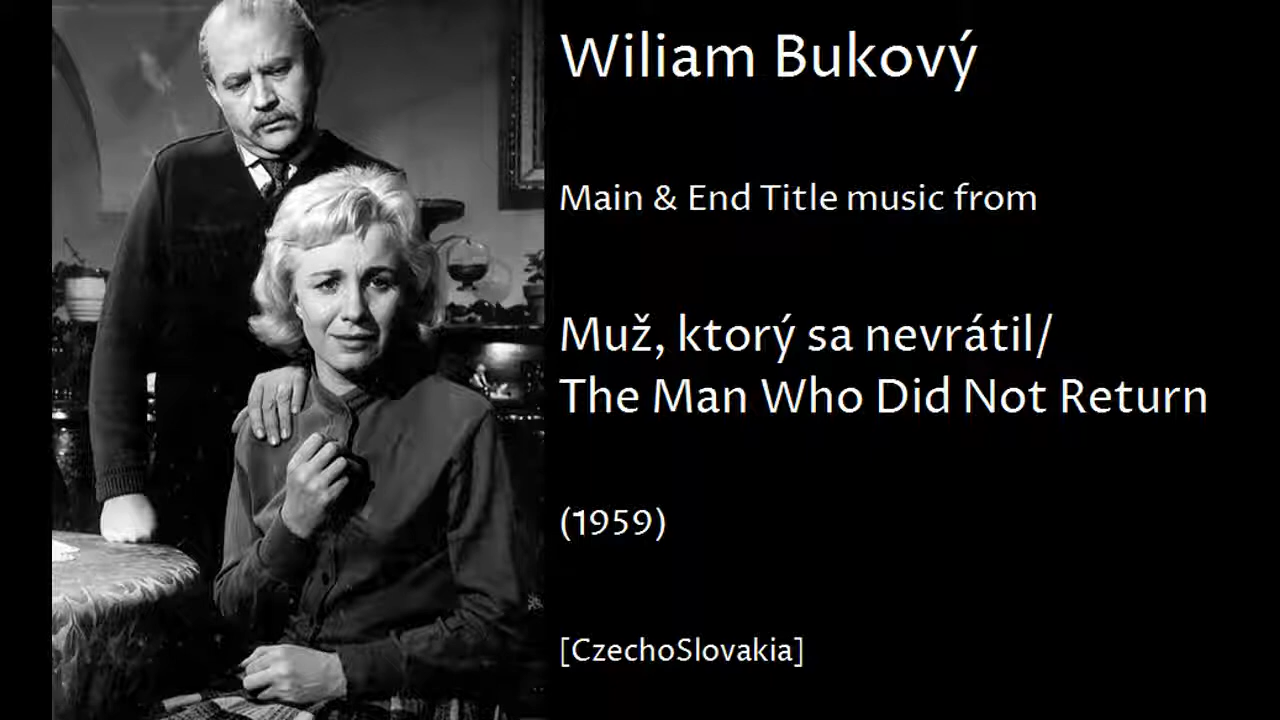 Wiliam Bukový
Main & End Title music from
Muž, ktorý sa nevrátil/
The Man Who Did Not Return
(1959)
[CzechoSlovakia]